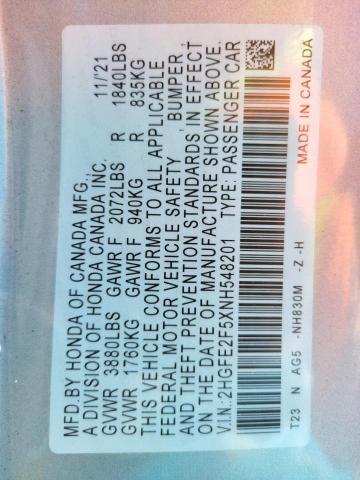 MFD.BY HONDA OF CANADA MFG.,
A DIVISION OF HONDA CANADA INC. 11/21
GVWR 3880LBS GAWR F 2072LBS R 1840LBS
GVWR 1760KG GAWR F 940KG R 835KG
THIS VEHICLE CONFORMS TO ALL APPLICABLE
FEDERAL MOTOR VEHICLE SAFETY , BUMPER ,
AND THEFT PREVENTION STANDARDS IN EFFECT
ON THE DATE OF MANUFACTURE SHOWN ABOVE.
V.I.N.:2HGFE2F5XNH548201 TYPE: PASSENGER CAR
T23 N AG5 -NH830M -Z -H MADE IN CANADA